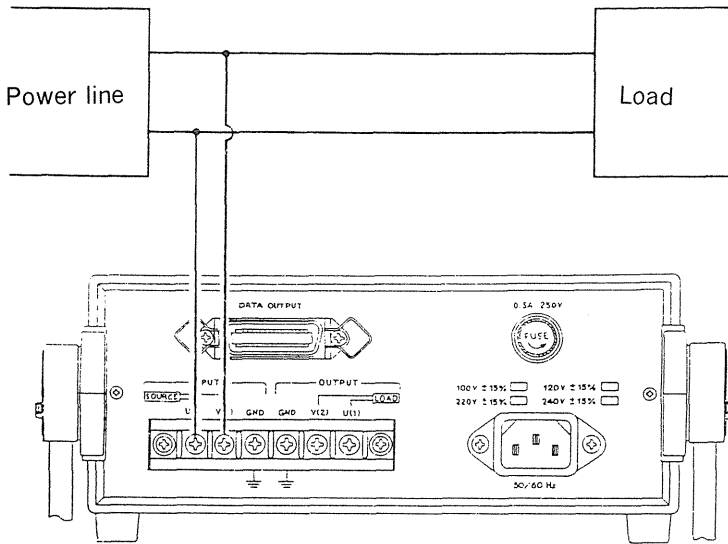 Power line
Load
DATA OUTPUT
0.5A 250V
FUSE
OUTPUT
SOURCE
LOAD
GND
GND
V(2)
U(1)
100V ± 15%
120V ± 15%
220V ± 15%
240V ± 15%
50/60 Hz